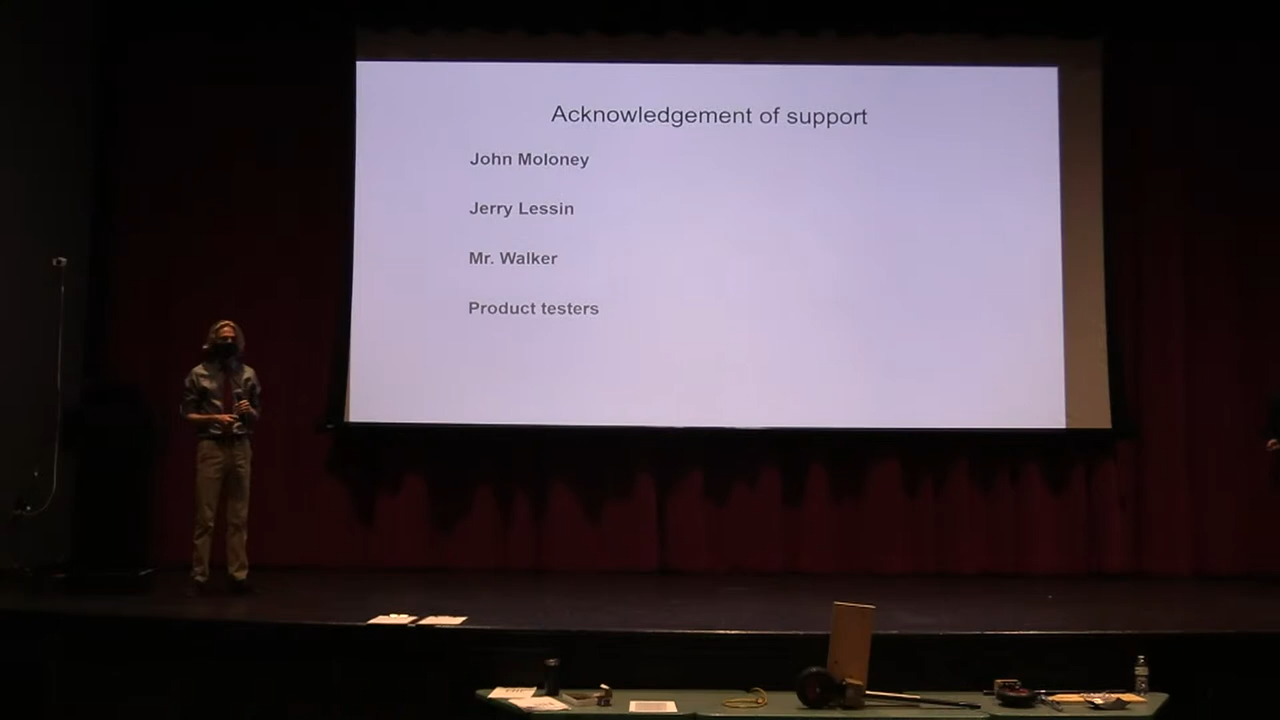 Acknowledgement of support
John Moloney
Jerry Lessin
Mr. Walker
Product testers